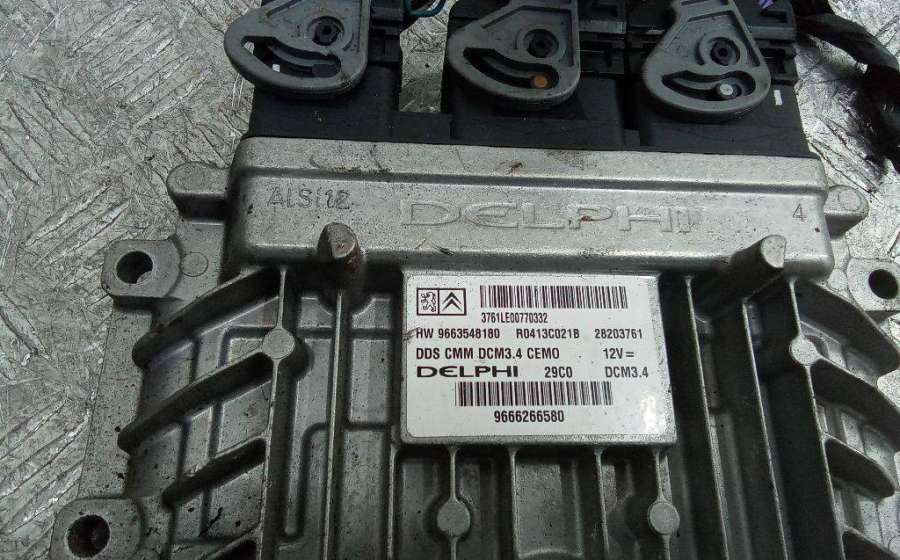 AlSi12 DELPHI 4
3761LE00770332
HW 9663548180 R0413C021B 28203761
DDS CMM DCM3.4 CEMO 12V=
DELPHI 29C0 DCM3.4
9666266580